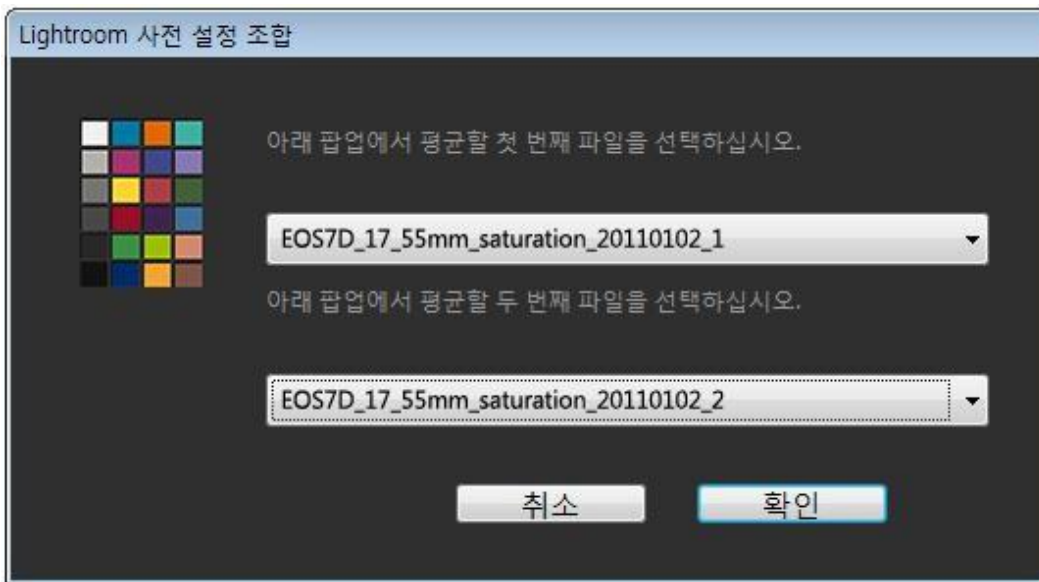 Lightroom 사전 설정 조합
아래 팝업에서 평균할 첫 번째 파일을 선택하십시오.
EOS7D_17_55mm_saturation_20110102_1
아래 팝업에서 평균할 두 번째 파일을 선택하십시오.
EOS7D_17_55mm_saturation_20110102_2
취소 확인